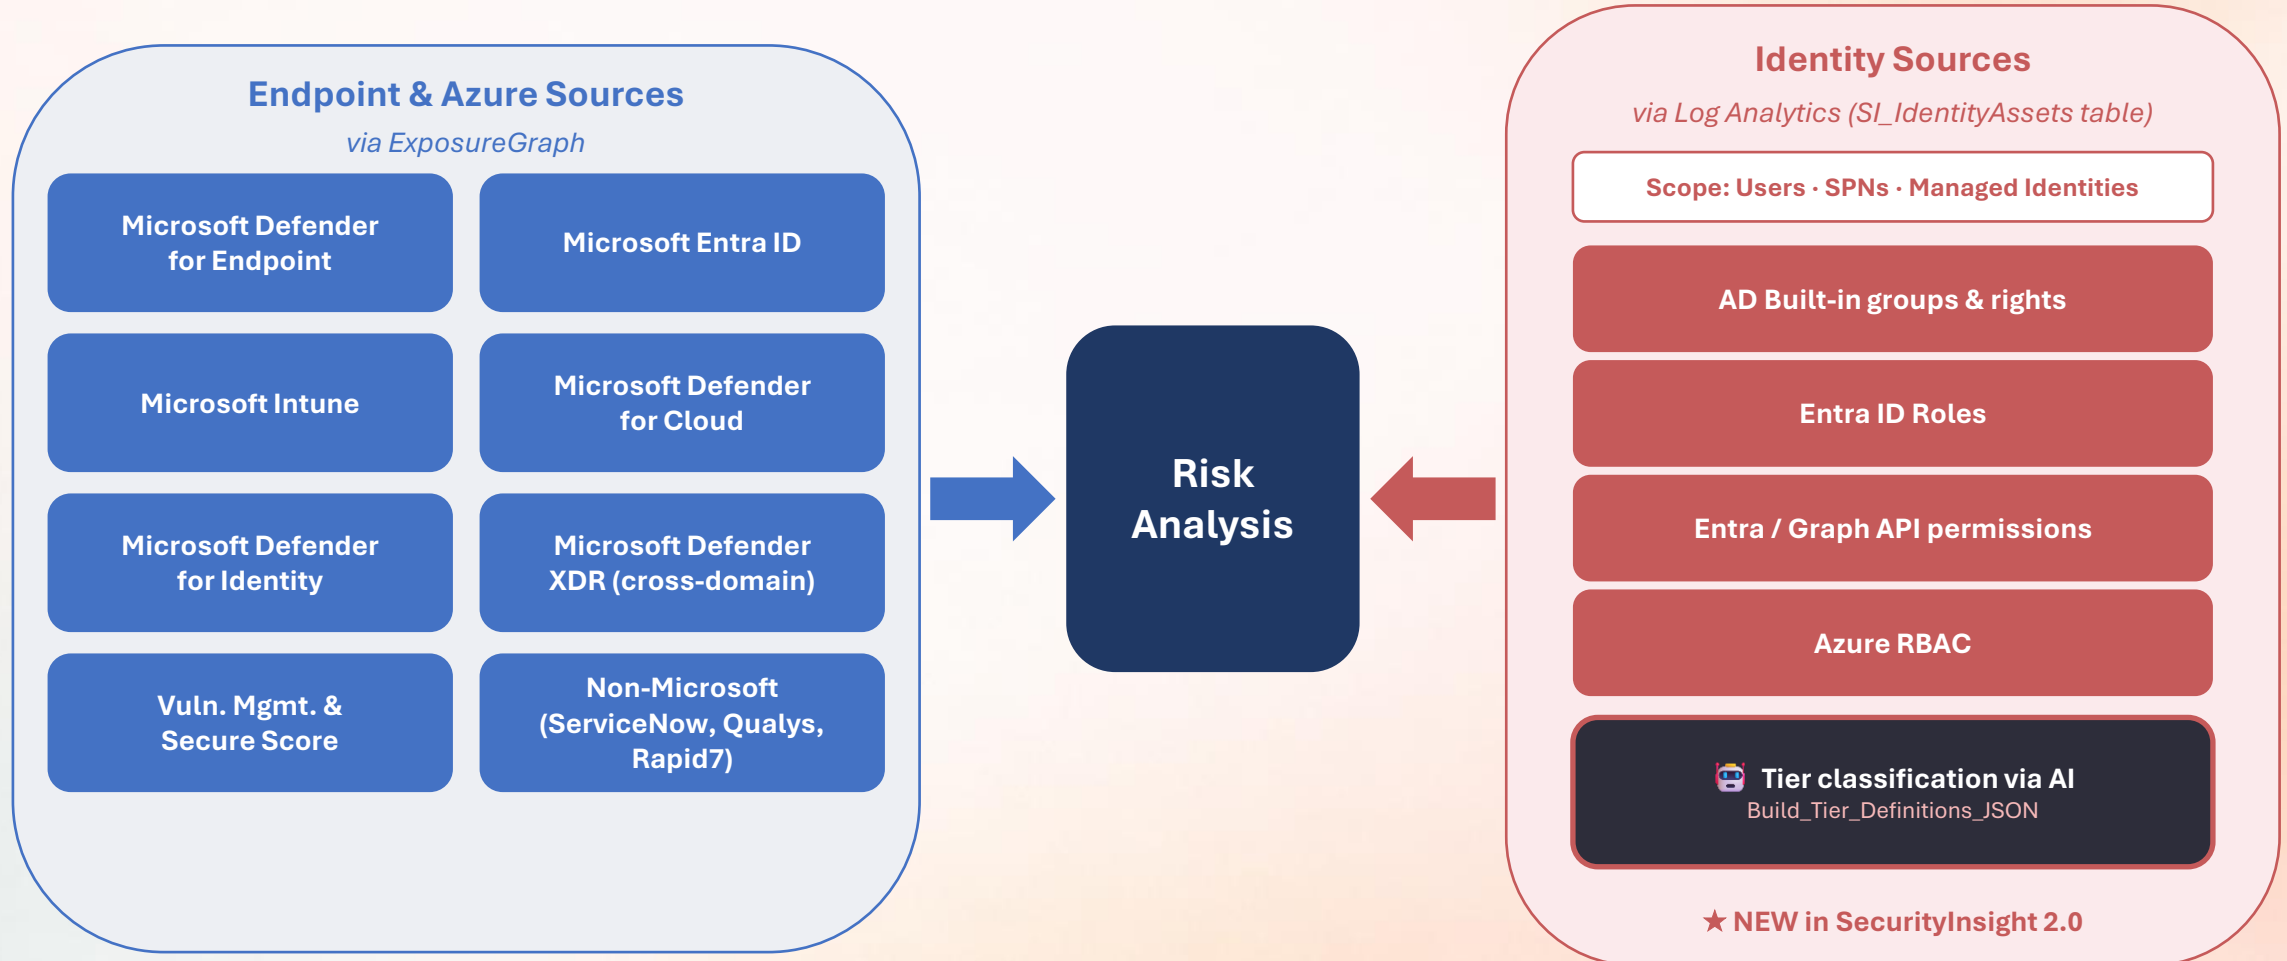 Endpoint & Azure Sources
via ExposureGraph
Microsoft Defender
for Endpoint
Microsoft Entra ID
Microsoft Intune
Microsoft Defender
for Cloud
Microsoft Defender
for Identity
Microsoft Defender
XDR (cross-domain)
Vuln. Mgmt. &
Secure Score
Non-Microsoft
(ServiceNow, Qualys,
Rapid7)
Risk
Analysis
Identity Sources
via Log Analytics (SI_IdentityAssets table)
Scope: Users · SPNs · Managed Identities
AD Built-in groups & rights
Entra ID Roles
Entra / Graph API permissions
Azure RBAC
Tier classification via AI
Build_Tier_Definitions_JSON
★ NEW in SecurityInsight 2.0